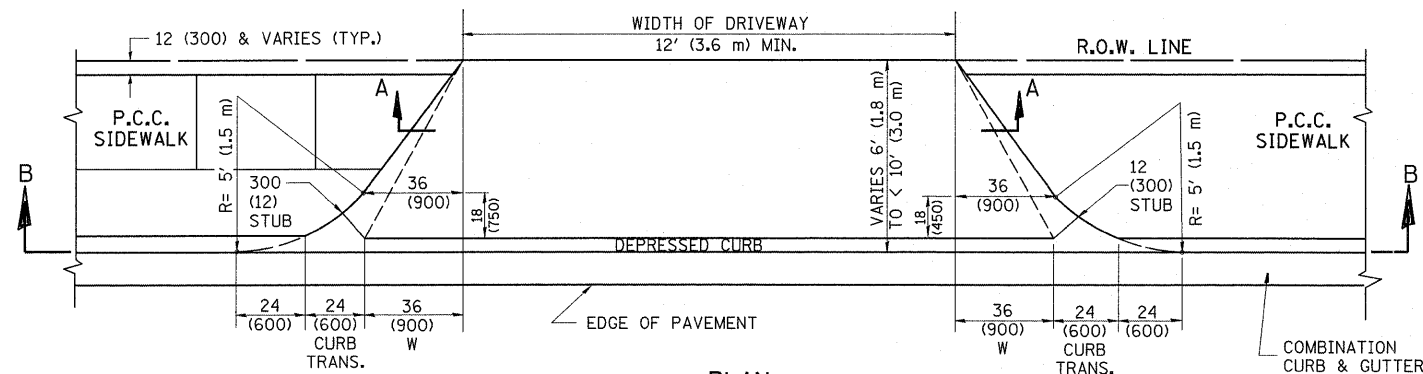 WIDTH OF DRIVEWAY
12' (3.6 m) MIN.
12 (300) & VARIES (TYP.)
R.O.W. LINE
A
A
P.C.C.
SIDEWALK
P.C.C.
SIDEWALK
B
B
R= 5' (1.5 m)
300
(12)
STUB
36
(900)
18
(750)
VARIES 6' (1.8 m)
TO < 10' (3.0 m)
36
(900)
18
(450)
12
(300)
STUB
R= 5' (1.5 m)
DEPRESSED CURB
24
(600)
24
(600)
CURB
TRANS.
36
(900)
W
EDGE OF PAVEMENT
36
(900)
W
24
(600)
CURB
TRANS.
24
(600)
COMBINATION
CURB & GUTTER
PLAN